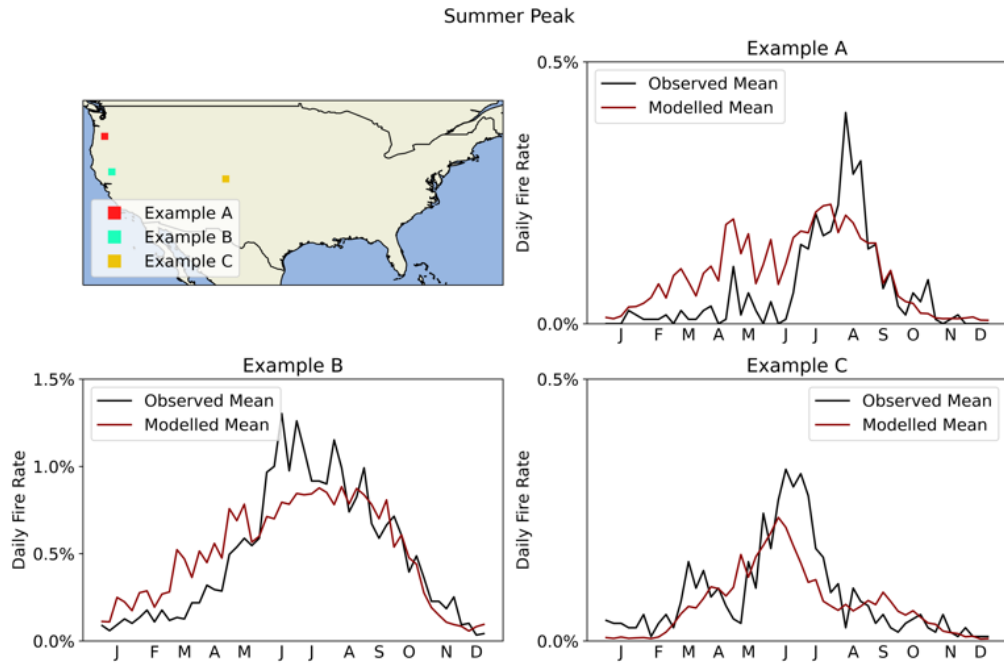 Summer Peak
Example A
Example B
Example C
Example A
0.5%
0.0%
Daily Fire Rate
Observed Mean
Modelled Mean
J F M A M J J A S O N D
Example B
1.5%
1.0%
0.5%
0.0%
Daily Fire Rate
Observed Mean
Modelled Mean
J F M A M J J A S O N D
Example C
0.5%
0.0%
Daily Fire Rate
Observed Mean
Modelled Mean
J F M A M J J A S O N D